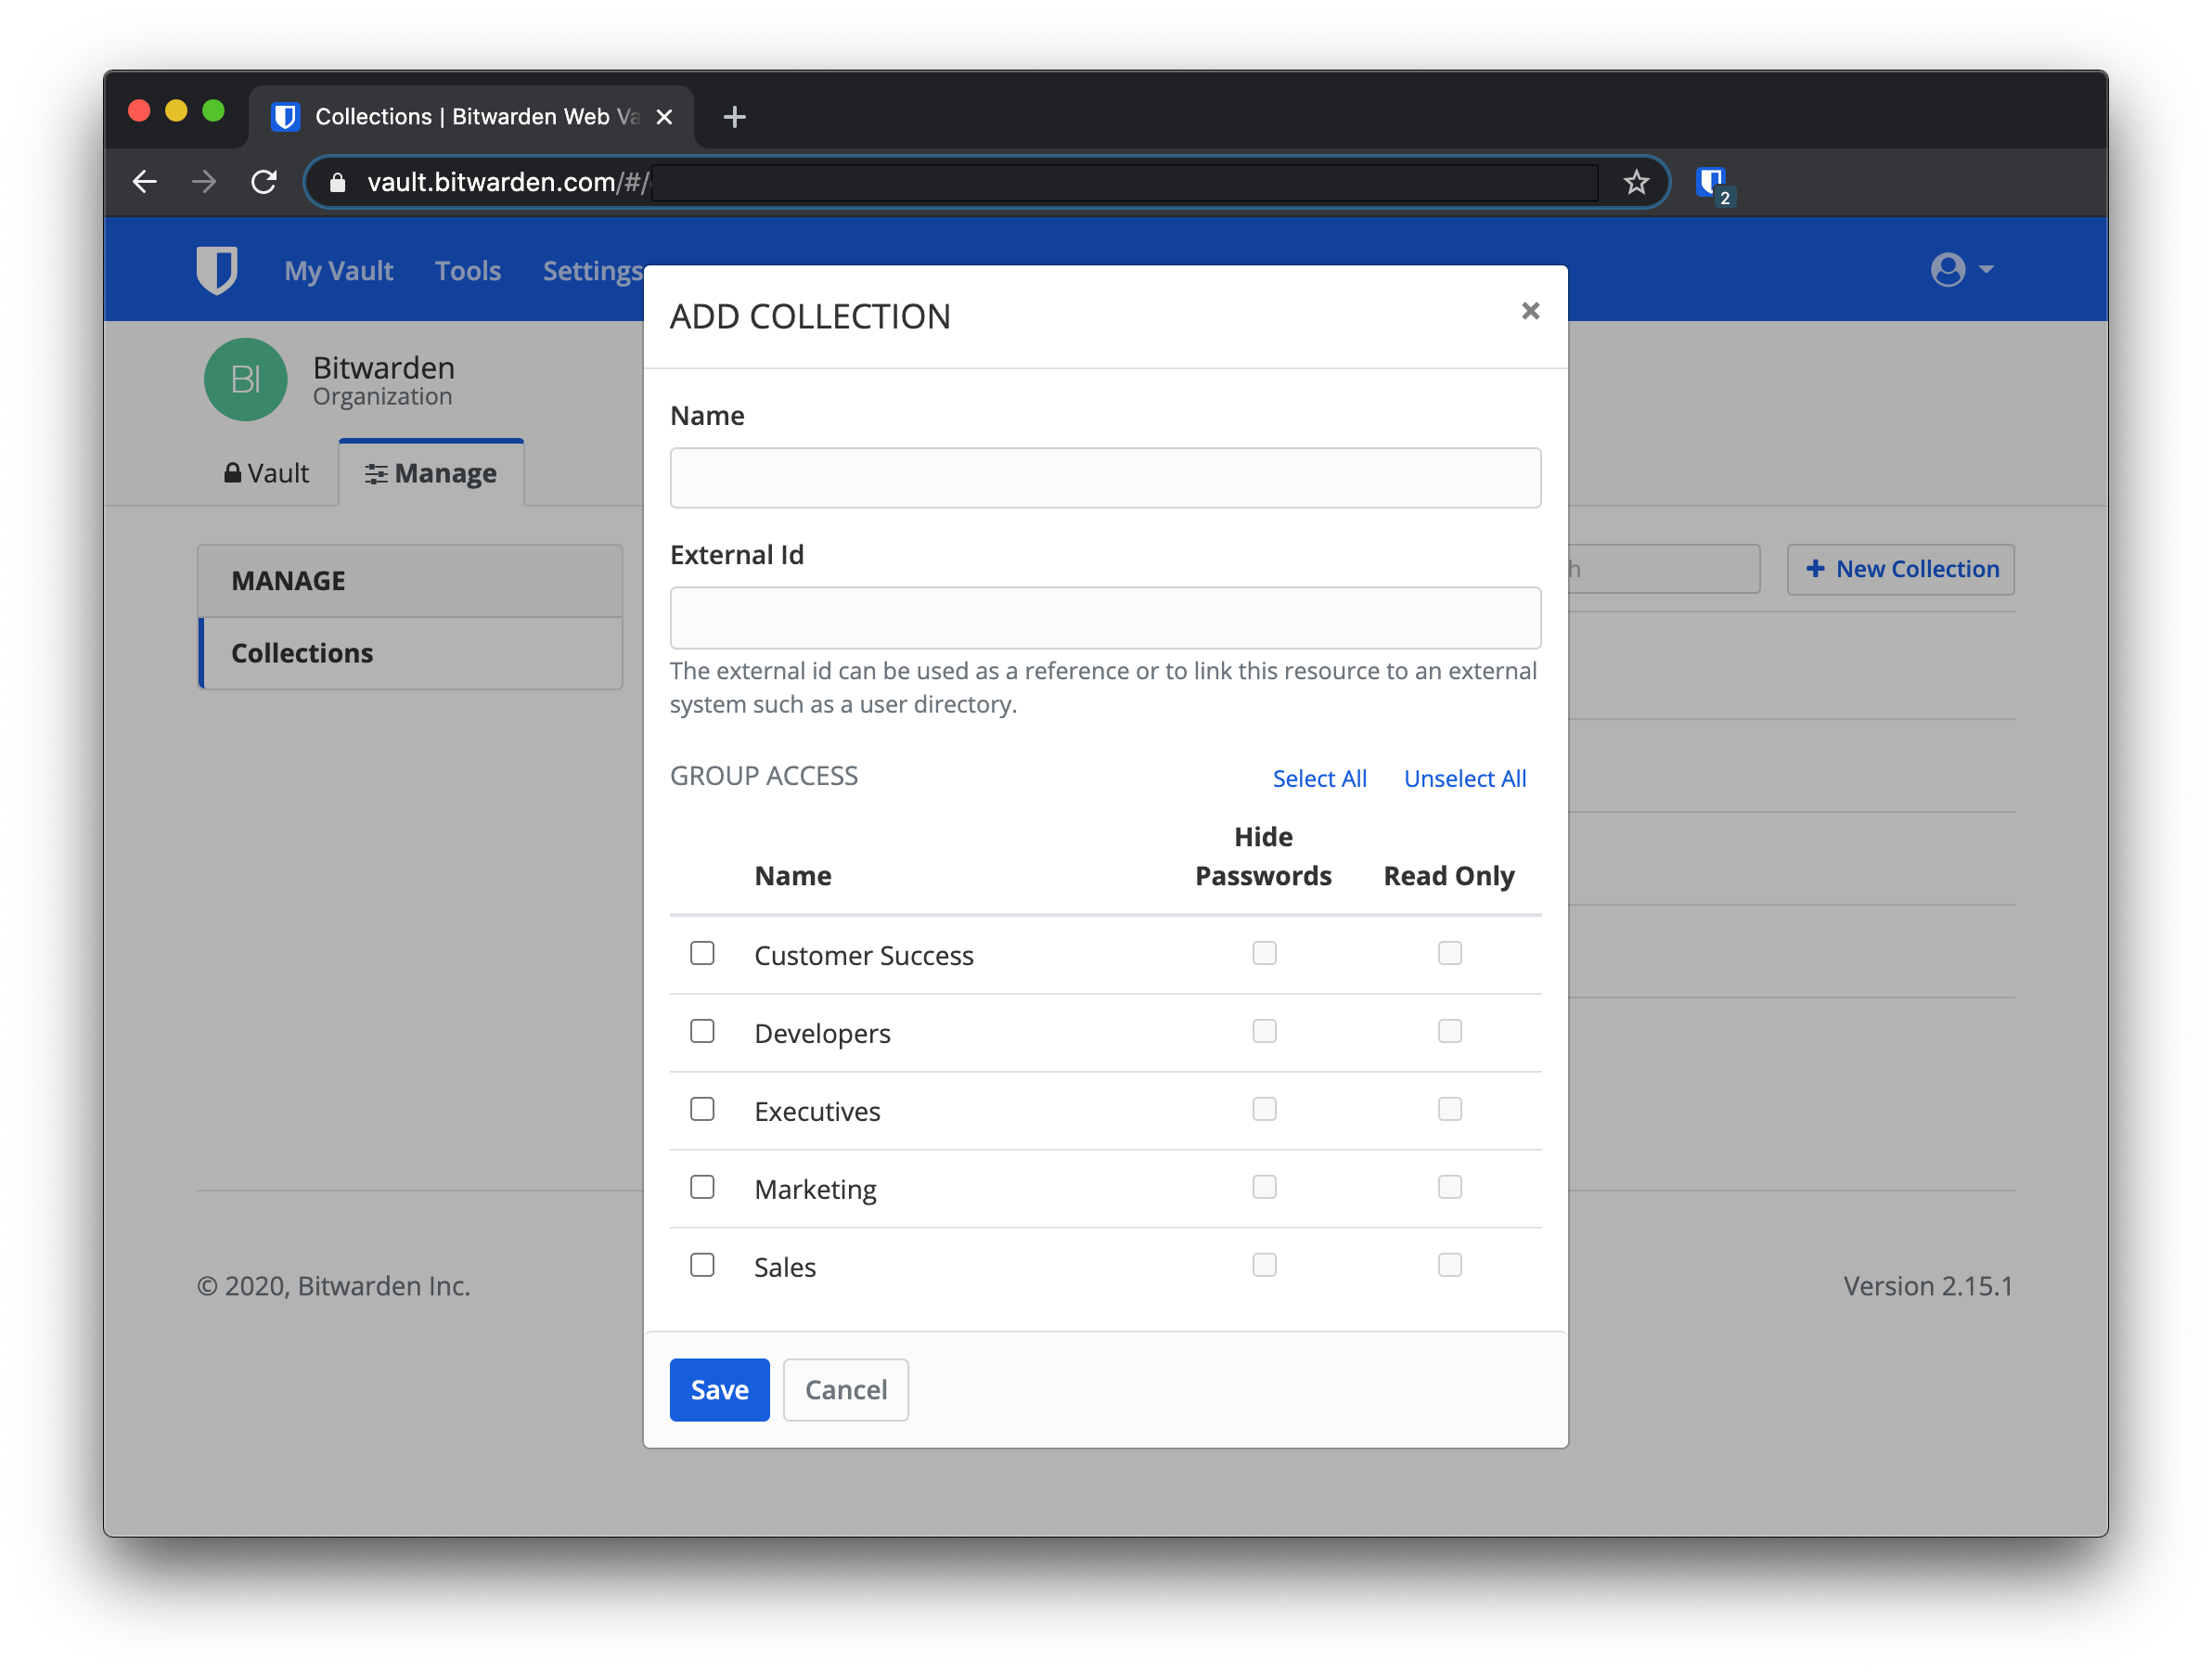 Collections | Bitwarden Web Va
vault.bitwarden.com/#/
2
My Vault Tools Settings
BI
Bitwarden
Organization
Vault
Manage
MANAGE
Collections
New Collection
ADD COLLECTION
Name
External Id
The external id can be used as a reference or to link this resource to an external
system such as a user directory.
GROUP ACCESS Select All Unselect All
Name Hide Passwords Read Only
Customer Success
Developers
Executives
Marketing
Sales
Save Cancel
© 2020, Bitwarden Inc.
Version 2.15.1